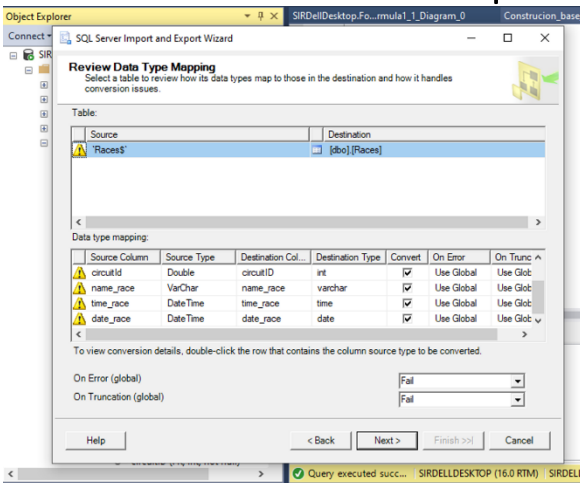 Object Explorer SIRDellDesktop.Fo...rmula1_1_Diagram_0 Construcion_base
Connect
SIR
SQL Server Import and Export Wizard
Review Data Type Mapping
Select a table to review how its data types map to those in the destination and how it handles
conversion issues.
Table:
Source Destination
'Races$' [dbo].[Races]
Data type mapping:
Source Column Source Type Destination Col... Destination Type Convert On Error On Trunc
circuitId Double circuitID int Use Global Use Glob
name_race VarChar name_race varchar Use Global Use Glob
time_race DateTime time_race time Use Global Use Glob
date_race DateTime date_race date Use Global Use Glob
To view conversion details, double-click the row that contains the column source type to be converted.
On Error (global) Fail
On Truncation (global) Fail
Help < Back Next > Finish >>| Cancel
Query executed succ... SIRDELLDESKTOP (16.0 RTM) SIRDELL